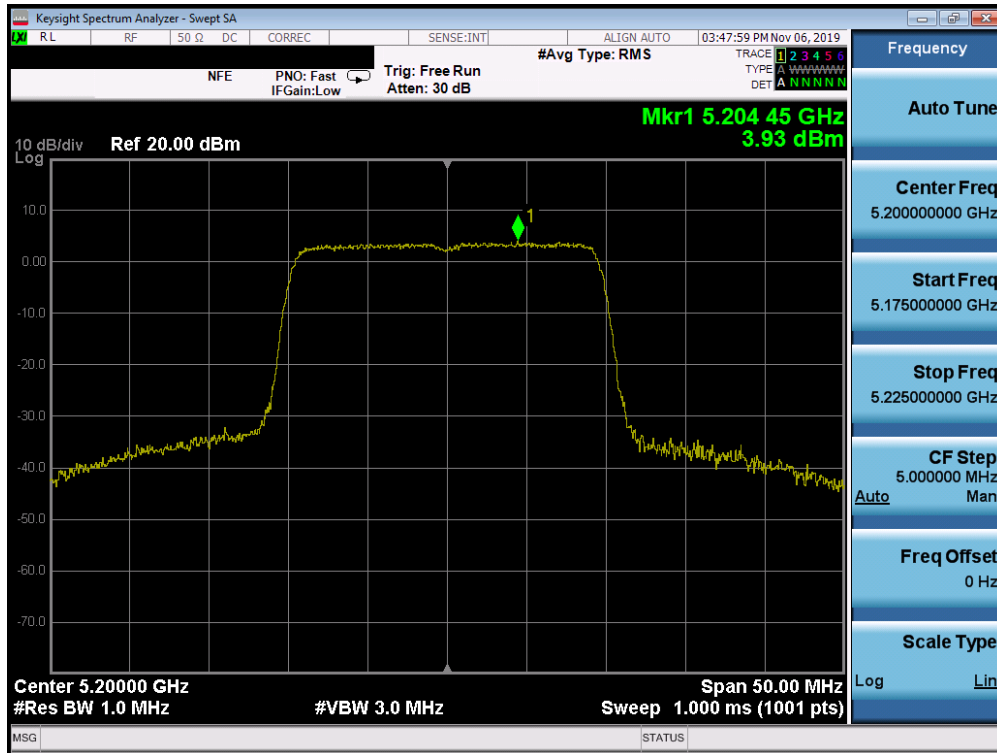 Keysight Spectrum Analyzer - Swept SA
LXI RL RF 50 Ω DC CORREC SENSE:INT ALIGN AUTO 03:47:59 PM Nov 06, 2019
NFE PNO: Fast IFGain:Low
Trig: Free Run
Atten: 30 dB
#Avg Type: RMS
TRACE 1 2 3 4 5 6
TYPE A WWWWW
DET A N N N N N
Mkr1 5.204 45 GHz
3.93 dBm
10 dB/div Ref 20.00 dBm
Log
1
10.0
0.00
-10.0
-20.0
-30.0
-40.0
-50.0
-60.0
-70.0
Center 5.20000 GHz Span 50.00 MHz
#Res BW 1.0 MHz #VBW 3.0 MHz Sweep 1.000 ms (1001 pts)
MSG STATUS
Frequency
Auto Tune
Center Freq
5.200000000 GHz
Start Freq
5.175000000 GHz
Stop Freq
5.225000000 GHz
CF Step
5.000000 MHz
Auto Man
Freq Offset
0 Hz
Scale Type
Log Lin